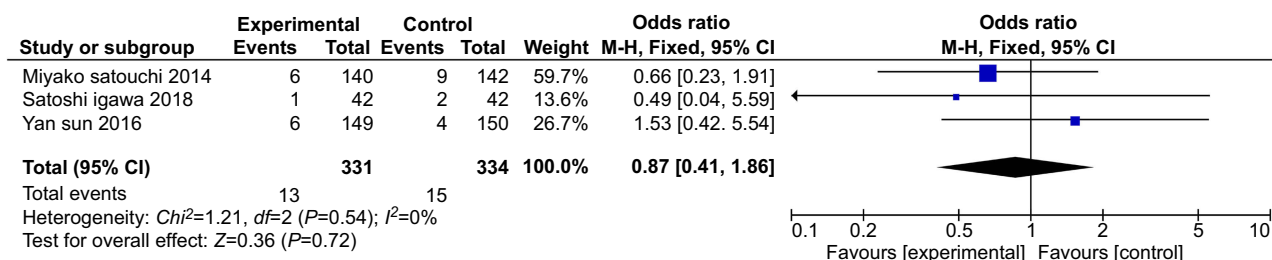 Experimental Control Odds ratio Odds ratio
Study or subgroup Events Total Events Total Weight M-H, Fixed, 95% CI M-H, Fixed, 95% CI
Miyako satouchi 2014 6 140 9 142 59.7% 0.66 [0.23, 1.91]
Satoshi igawa 2018 1 42 2 42 13.6% 0.49 [0.04, 5.59]
Yan sun 2016 6 149 4 150 26.7% 1.53 [0.42. 5.54]
Total (95% CI) 331 334 100.0% 0.87 [0.41, 1.86]
Total events 13 15
Heterogeneity: Chi²=1.21, df=2 (P=0.54); I²=0%
Test for overall effect: Z=0.36 (P=0.72)
0.1 0.2 0.5 1 2 5 10
Favours [experimental] Favours [control]